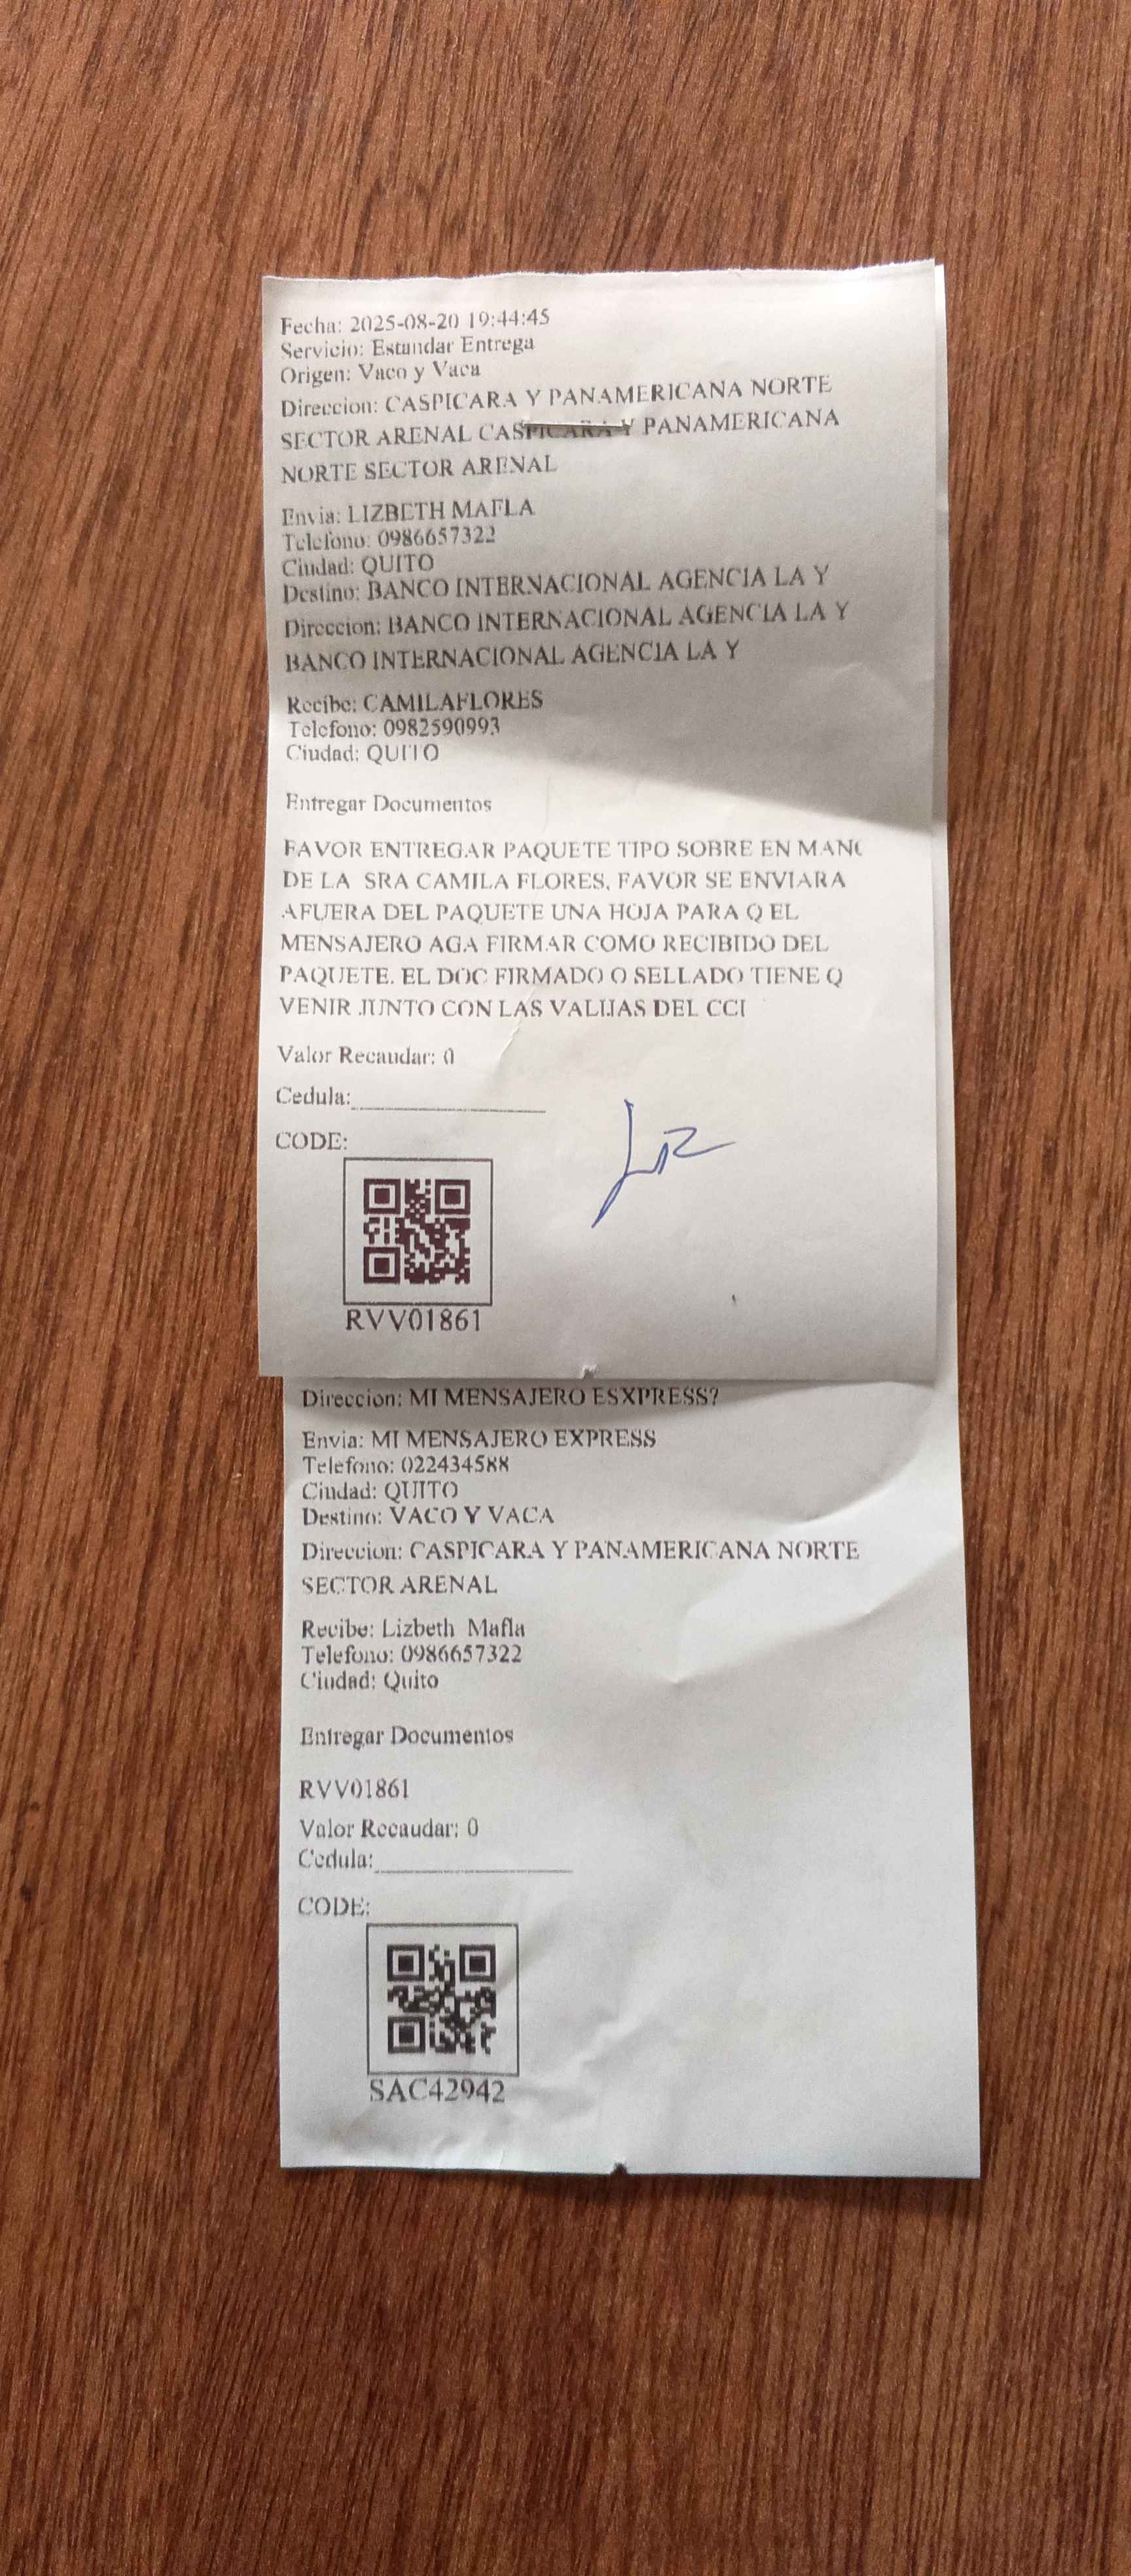 Fecha: 2025-08-20 19:44:45
Servicio: Estandar Entrega
Origen: Vaco y Vaca
Direccion: CASPICARA Y PANAMERICANA NORTE
SECTOR ARENAL CASPICARA Y PANAMERICANA
NORTE SECTOR ARENAL
Envia: LIZBETH MAFLA
Telefono: 0986657322
Ciudad: QUITO
Destino: BANCO INTERNACIONAL AGENCIA LA Y
Direccion: BANCO INTERNACIONAL AGENCIA LA Y
BANCO INTERNACIONAL AGENCIA LA Y
Recibe: CAMILAFLORES
Telefono: 0982590993
Ciudad: QUITO
Entregar Documentos
FAVOR ENTREGAR PAQUETE TIPO SOBRE EN MANO
DE LA SRA CAMILA FLORES, FAVOR SE ENVIARA
AFUERA DEL PAQUETE UNA HOJA PARA Q EL
MENSAJERO AGA FIRMAR COMO RECIBIDO DEL
PAQUETE. EL DOC FIRMADO O SELLADO TIENE Q
VENIR JUNTO CON LAS VALIJAS DEL CCI
Valor Recaudar: 0
Cedula:
CODE:
RVV01861
Direccion: MI MENSAJERO ESXPRESS?
Envia: MI MENSAJERO EXPRESS
Telefono: 022434588
Ciudad: QUITO
Destino: VACO Y VACA
Direccion: CASPICARA Y PANAMERICANA NORTE
SECTOR ARENAL
Recibe: Lizbeth Mafla
Telefono: 0986657322
Ciudad: Quito
Entregar Documentos
RVV01861
Valor Recaudar: 0
Cedula:
CODE:
SAC42942